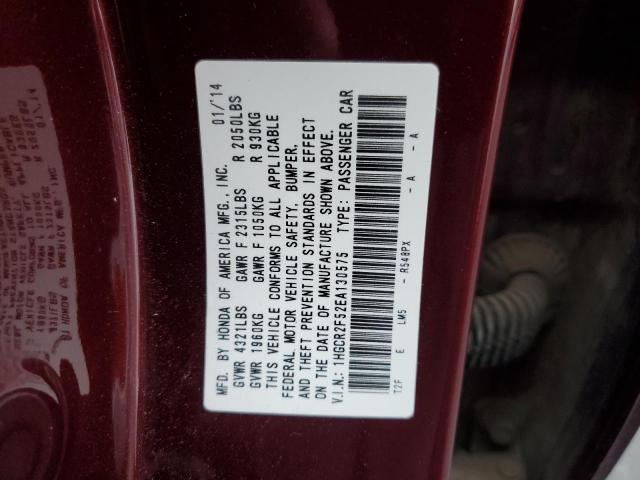 MFD. BY HONDA OF AMERICA MFG., INC. 01/'14
GVWR 4321LBS GAWR F 2315LBS R 2050LBS
GVWR 1960KG GAWR F 1050KG R 930KG
THIS VEHICLE CONFORMS TO ALL APPLICABLE
FEDERAL MOTOR VEHICLE SAFETY, BUMPER,
AND THEFT PREVENTION STANDARDS IN EFFECT
ON THE DATE OF MANUFACTURE SHOWN ABOVE.
V.I.N.: 1HGCR2F52EA130575 TYPE: PASSENGER CAR
T2F E LM5 - R548PX - A - A